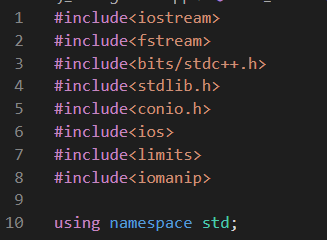 1 #include<iostream>
2 #include<fstream>
3 #include<bits/stdc++.h>
4 #include<stdlib.h>
5 #include<conio.h>
6 #include<ios>
7 #include<limits>
8 #include<iomanip>
9
10 using namespace std;